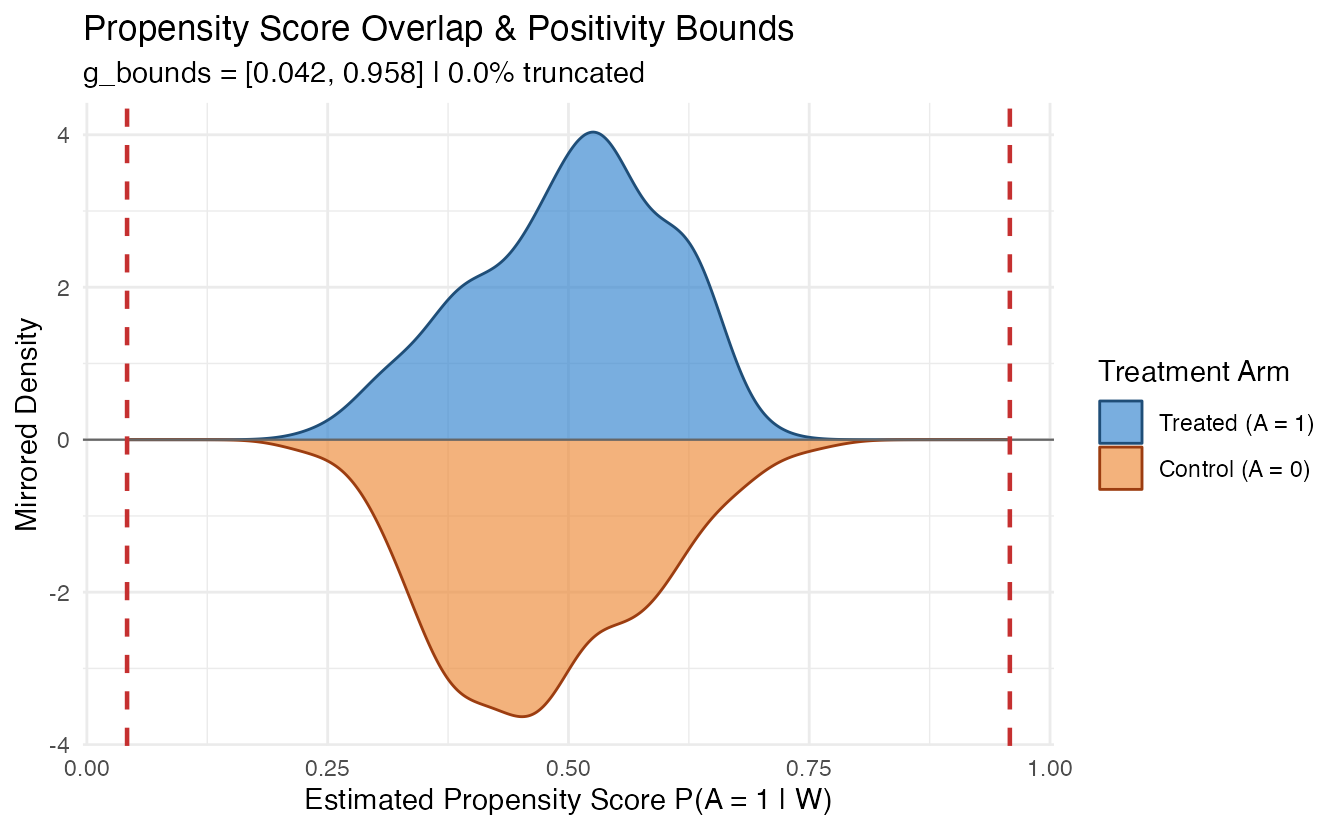 Propensity Score Overlap & Positivity Bounds
g_bounds = [0.042, 0.958] | 0.0% truncated
4
2
0
-2
-4
Mirrored Density
0.00 0.25 0.50 0.75 1.00
Estimated Propensity Score P(A = 1 | W)
Treatment Arm
Treated (A = 1)
Control (A = 0)